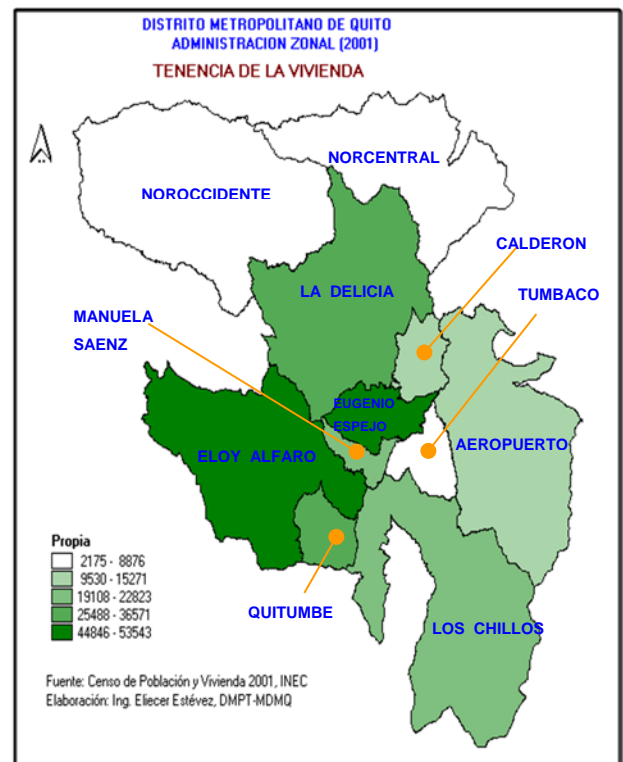 DISTRITO METROPOLITANO DE QUITO
ADMINISTRACION ZONAL (2001)
TENENCIA DE LA VIVIENDA
NORCENTRAL
NOROCCIDENTE
CALDERON
LA DELICIA
TUMBACO
MANUELA
SAENZ
EUGENIO
ESPEJO
AEROPUERTO
ELOY ALFARO
Propia
2175 - 8876
9530 - 15271
19108 - 22823
25488 - 36571
44846 - 53543
QUITUMBE
LOS CHILLOS
Fuente: Censo de Población y Vivienda 2001, INEC
Elaboración: Ing. Eliecer Estévez, DMPT-MDMQ